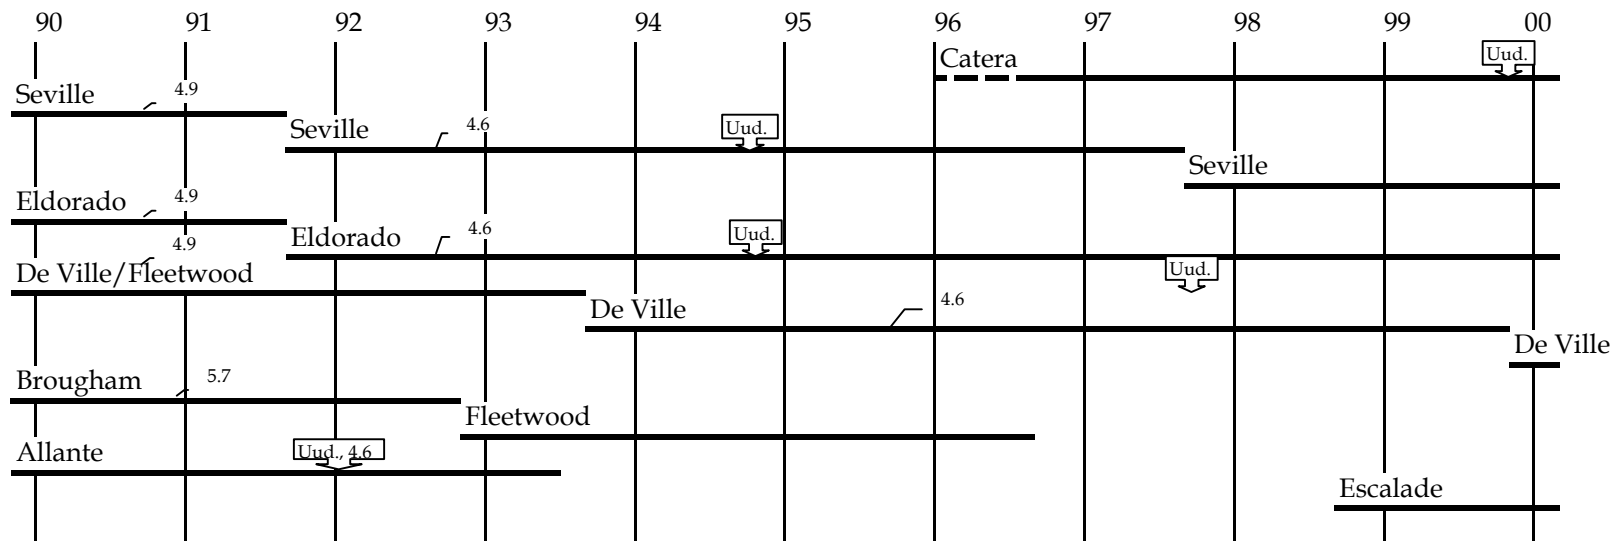 90 91 92 93 94 95 96 97 98 99 00
Catera Uud.
Seville 4.9
Seville 4.6 Uud.
Seville
Eldorado 4.9
Eldorado 4.6 Uud.
4.9
De Ville/Fleetwood Uud.
De Ville 4.6
De Ville
Brougham 5.7
Fleetwood
Allante Uud., 4.6
Escalade